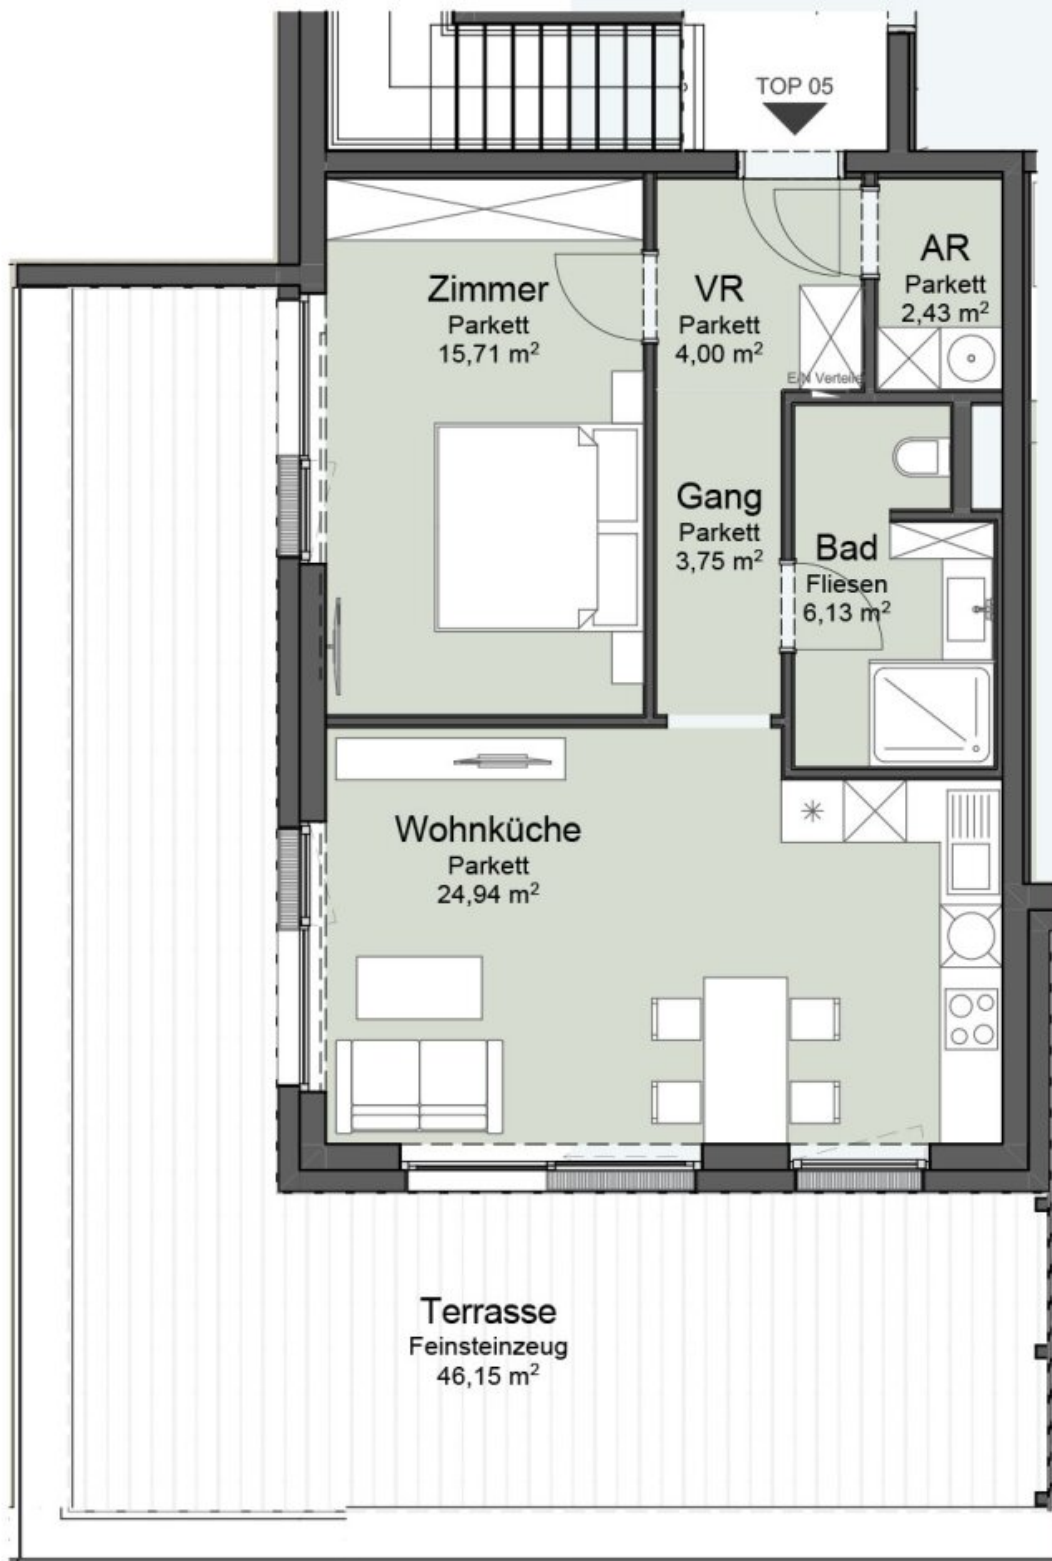 TOP 05
Zimmer
Parkett
15,71 m²
VR
Parkett
4,00 m²
AR
Parkett
2,43 m²
E/N Verteiler
Gang
Parkett
3,75 m²
Bad
Fliesen
6,13 m²
Wohnküche
Parkett
24,94 m²
Terrasse
Feinsteinzeug
46,15 m²